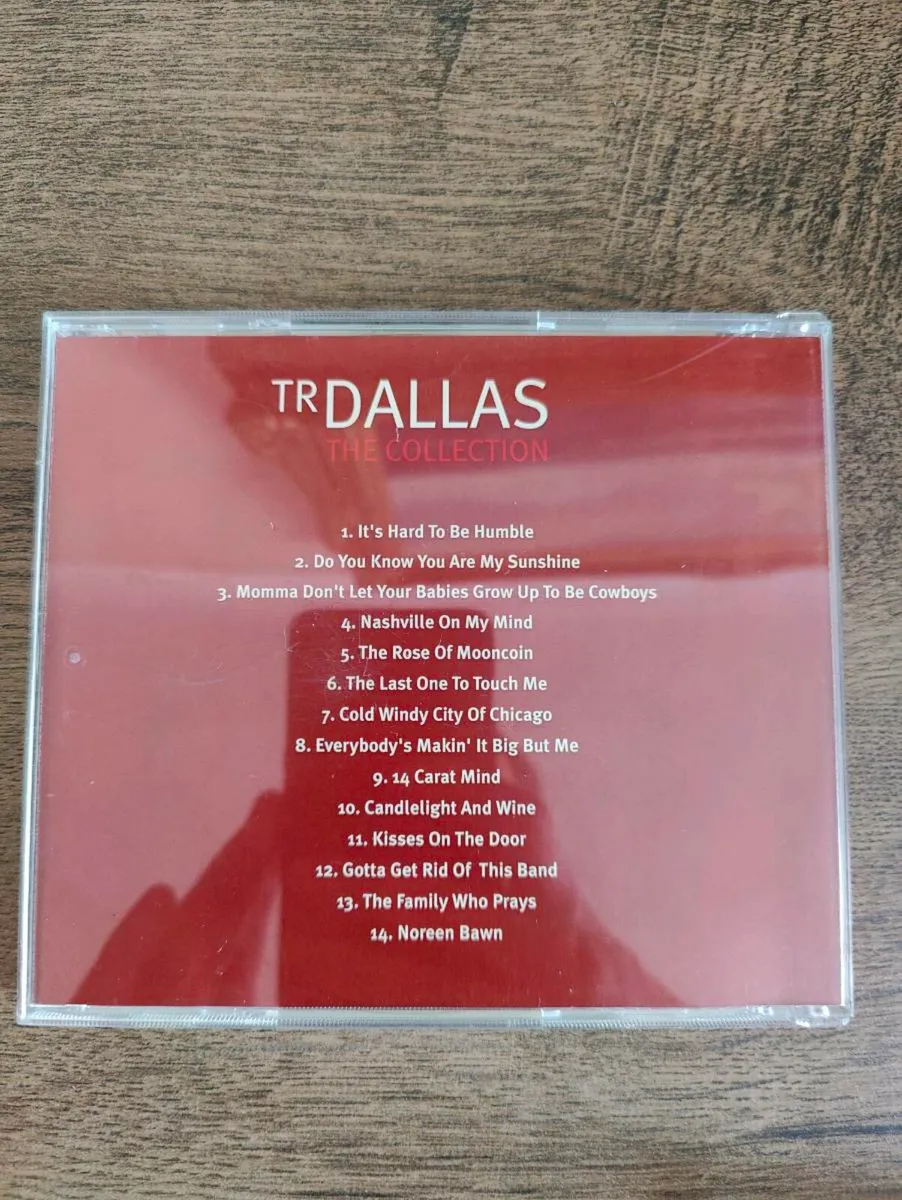 TR DALLAS
THE COLLECTION
1. It's Hard To Be Humble
2. Do You Know You Are My Sunshine
3. Momma Don't Let Your Babies Grow Up To Be Cowboys
4. Nashville On My Mind
5. The Rose Of Mooncoin
6. The Last One To Touch Me
7. Cold Windy City Of Chicago
8. Everybody's Makin' It Big But Me
9. 14 Carat Mind
10. Candlelight And Wine
11. Kisses On The Door
12. Gotta Get Rid Of This Band
13. The Family Who Prays
14. Noreen Bawn